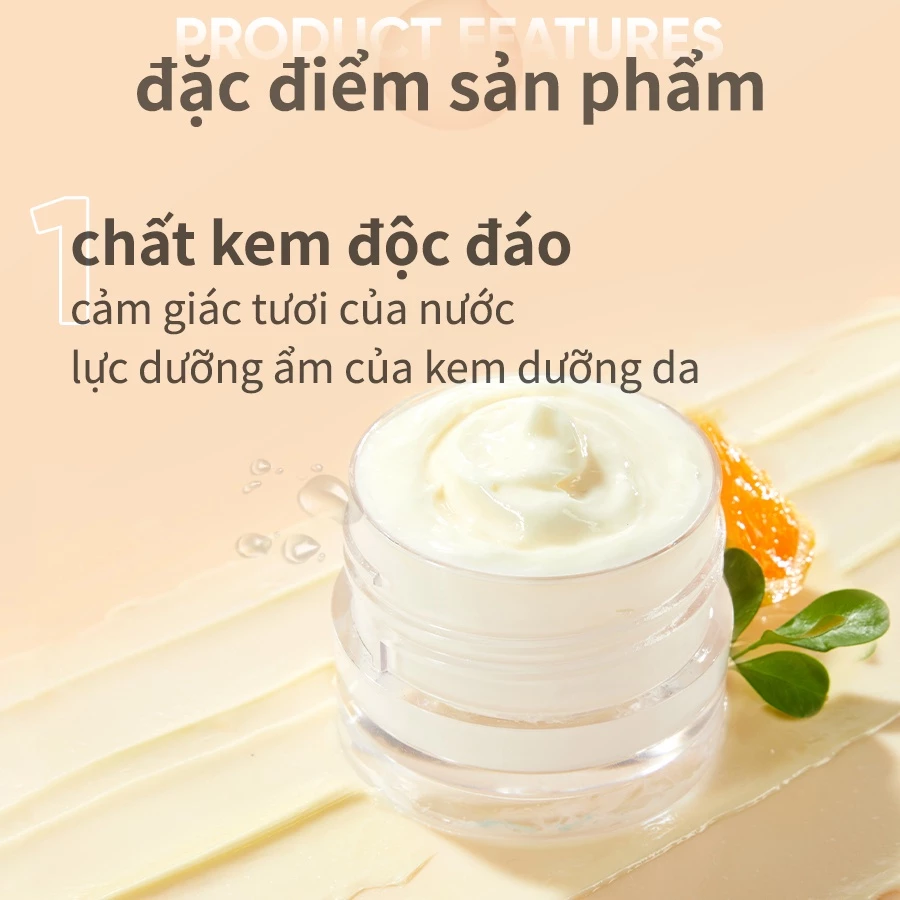 PRODUCT FEATURES
đặc điểm sản phẩm
1
chất kem độc đáo
cảm giác tươi của nước
lực dưỡng ẩm của kem dưỡng da